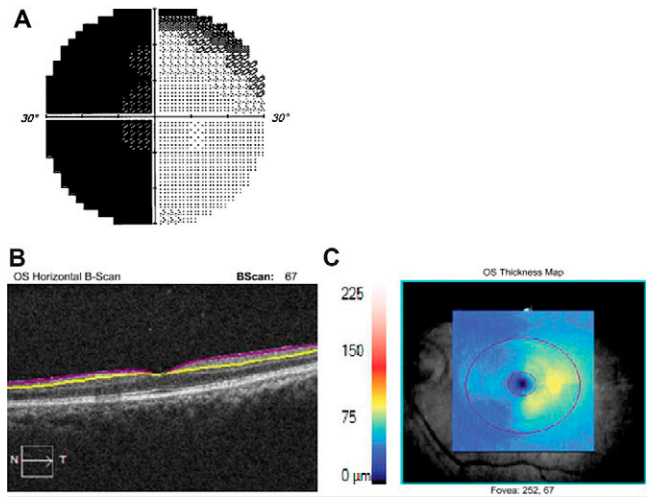 A
30°
30°
B
OS Horizontal B-Scan
BScan: 67
N
T
C
OS Thickness Map
225
150
75
0 µm
Fovea: 252, 67